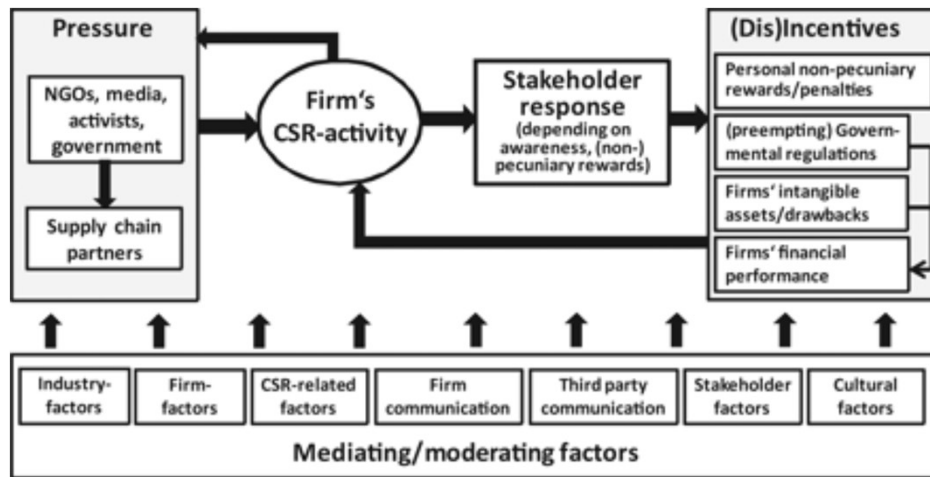 Pressure
NGOs, media,
activists,
government
Supply chain
partners
Firm‘s
CSR-activity
Stakeholder
response
(depending on
awareness, (non-)
pecuniary rewards)
(Dis)Incentives
Personal non-pecuniary
rewards/penalties
(preempting) Govern-
mental regulations
Firms‘ intangible
assets/drawbacks
Firms‘ financial
performance
Industry-
factors
Firm-
factors
CSR-related
factors
Firm
communication
Third party
communication
Stakeholder
factors
Cultural
factors
Mediating/moderating factors